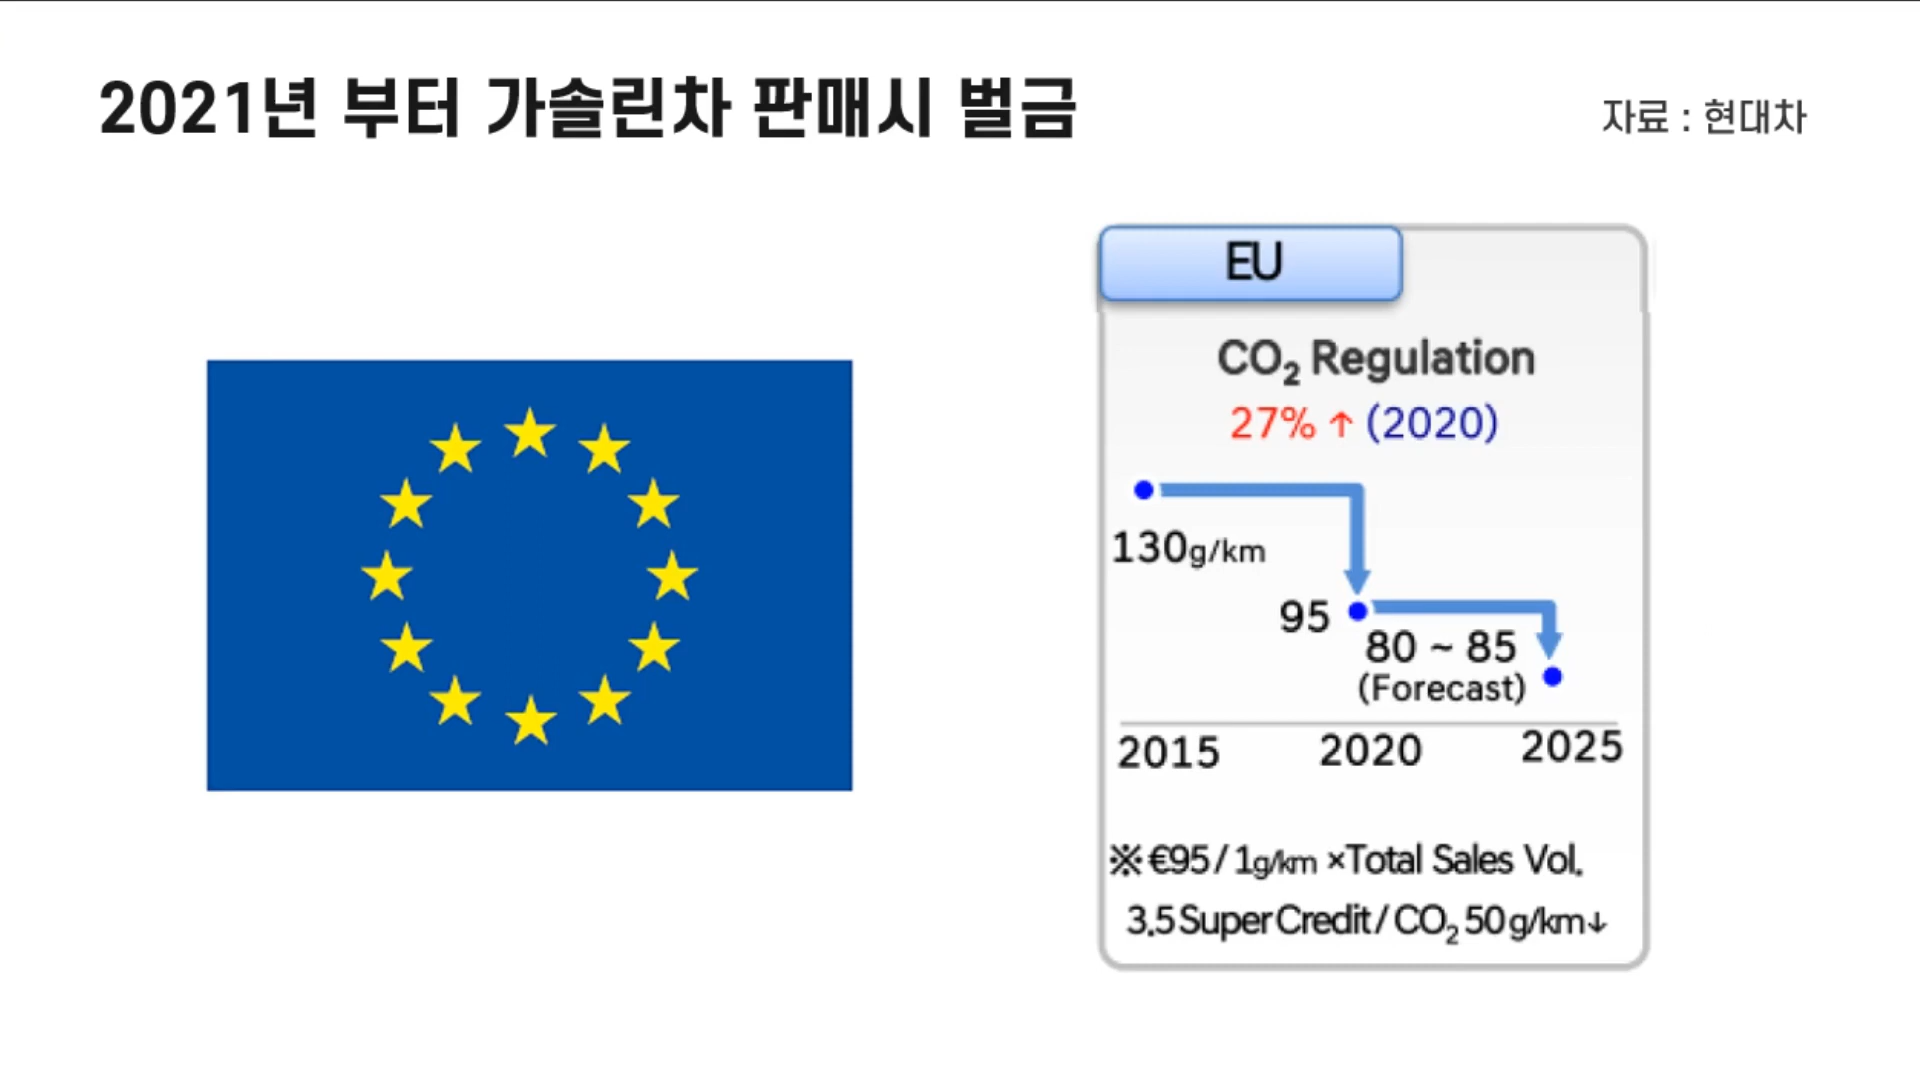 2021년 부터 가솔린차 판매시 벌금
자료 : 현대차
EU
CO₂ Regulation
27% ↑ (2020)
130g/km
95
80 ~ 85
(Forecast)
2015 2020 2025
※ €95 / 1g/km ×Total Sales Vol.
3.5 Super Credit / CO₂ 50 g/km↓